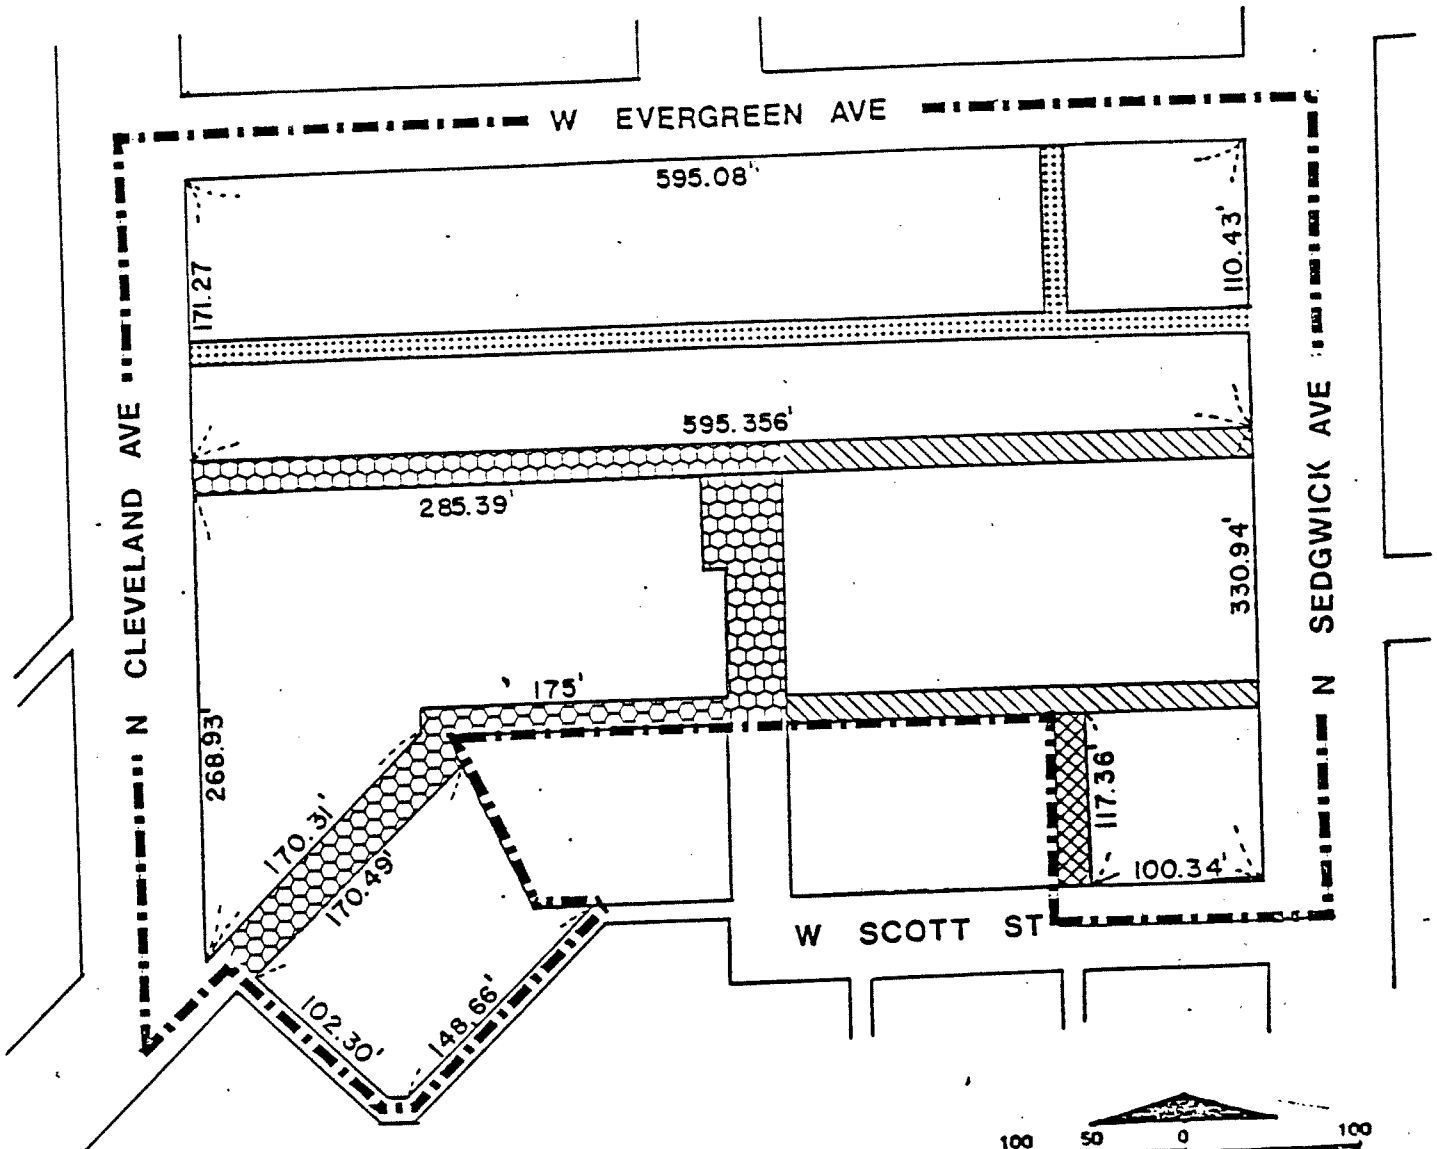 W EVERGREEN AVE
595.08'
171.27
110.43'
595.356'
285.39'
N CLEVELAND AVE
N SEDGWICK AVE
330.94'
175'
268.93'
170.31'
170.49'
117.36'
100.34'
W SCOTT ST
102.30'
148.66'
100 50 0 100